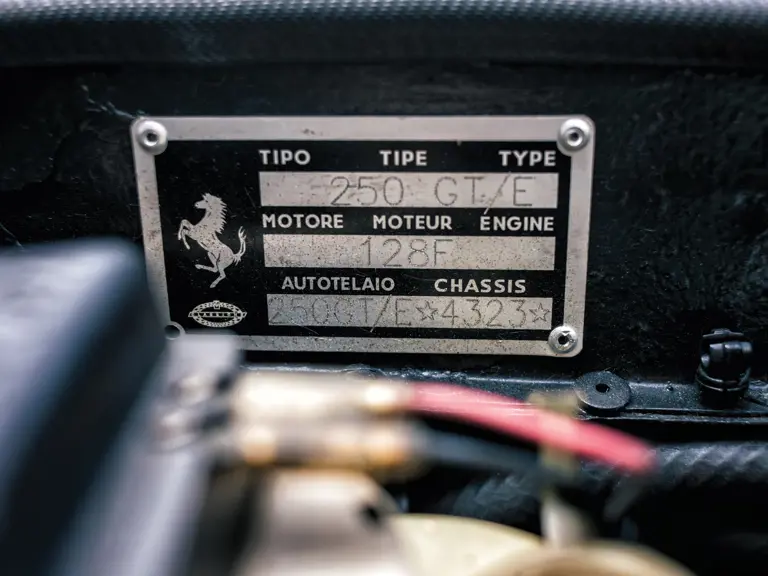 TIPO TIPE TYPE
250 GT/E
MOTORE MOTEUR ENGINE
128F
AUTOTELAIO CHASSIS
250GT/E☆4323☆